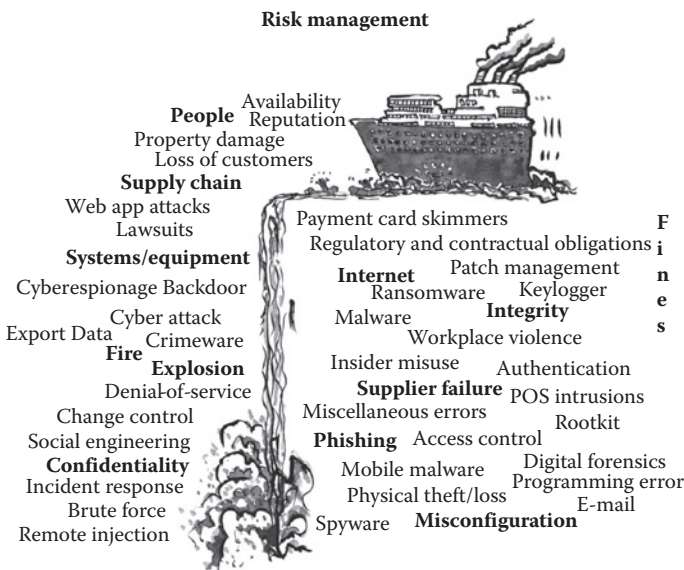 Risk management
Availability
People
Reputation
Property damage
Loss of customers
Supply chain
Web app attacks
Lawsuits
Systems/equipment
Cyberespionage Backdoor
Cyber attack
Export Data
Crimeware
Fire
Explosion
Denial-of-service
Change control
Social engineering
Confidentiality
Incident response
Brute force
Remote injection
Payment card skimmers
Regulatory and contractual obligations
Internet
Patch management
Ransomware
Keylogger
Malware
Integrity
Workplace violence
Insider misuse
Authentication
Supplier failure
POS intrusions
Miscellaneous errors
Rootkit
Phishing
Access control
Mobile malware
Digital forensics
Programming error
Physical theft/loss
E-mail
Spyware
Misconfiguration
Fines